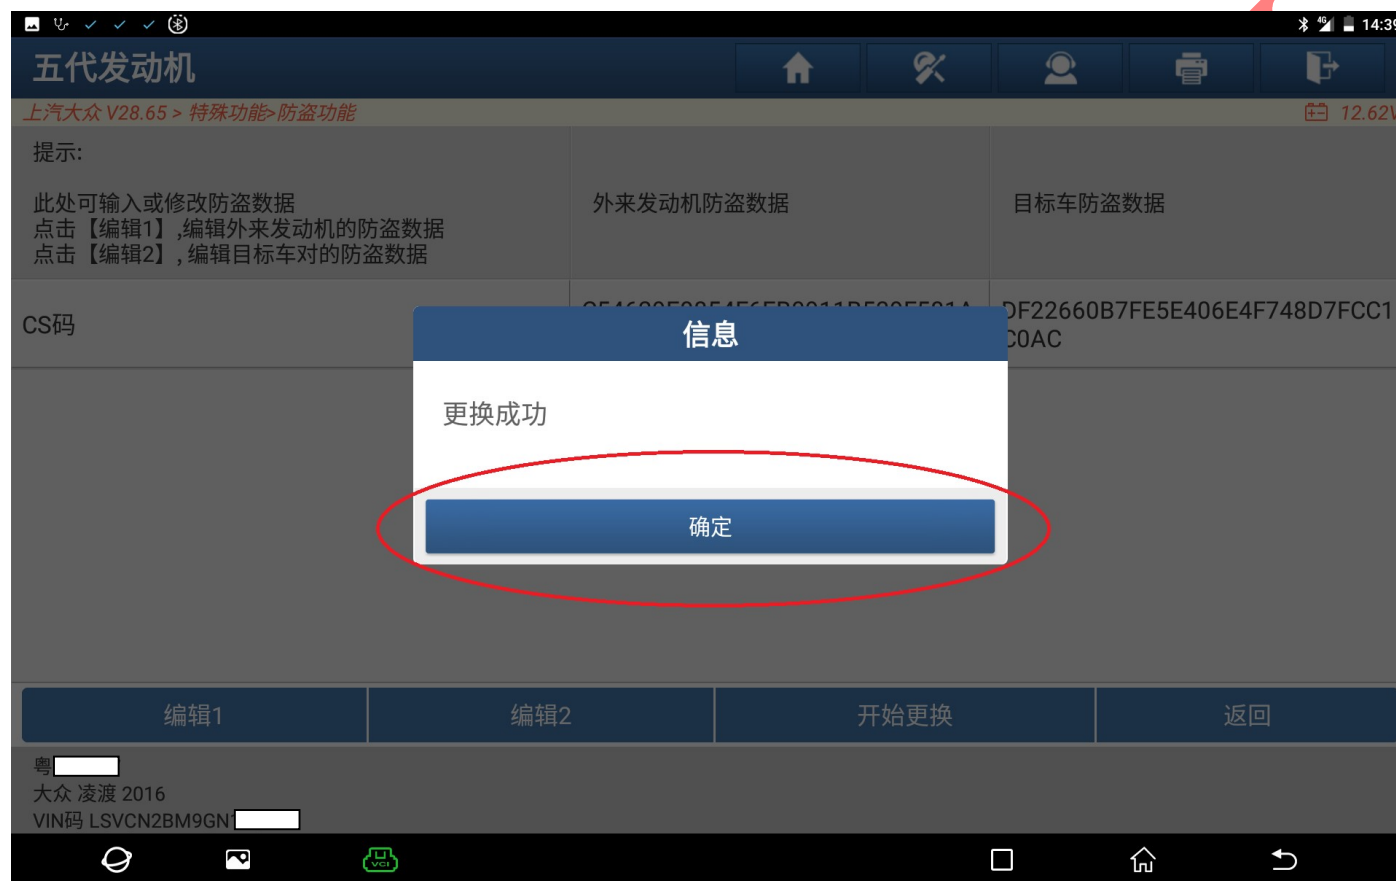 14:39
五代发动机
上汽大众 V28.65 > 特殊功能>防盗功能
12.62V
提示:
此处可输入或修改防盗数据
点击【编辑1】,编辑外来发动机的防盗数据
点击【编辑2】, 编辑目标车对的防盗数据
外来发动机防盗数据
目标车防盗数据
CS码
DF22660B7FE5E406E4F748D7FCC1
C0AC
信息
更换成功
确定
编辑1
编辑2
开始更换
返回
粤
大众 凌渡 2016
VIN码 LSVCN2BM9GN
VCI